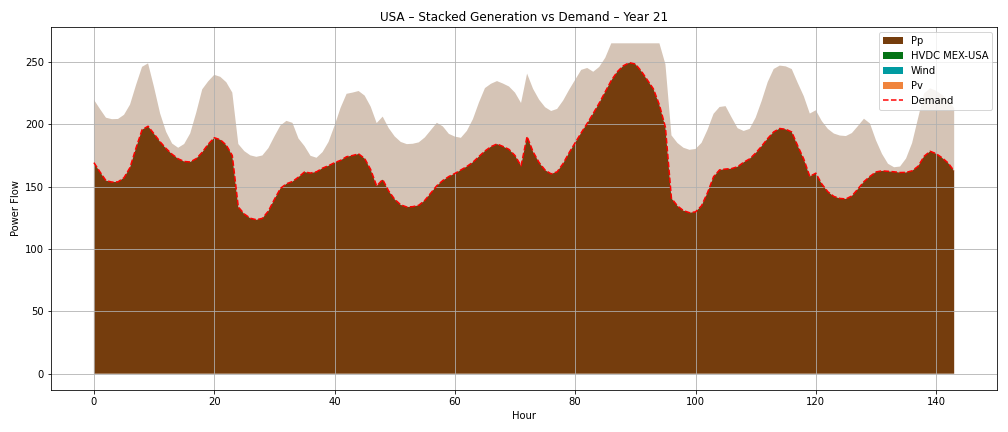 USA – Stacked Generation vs Demand – Year 21
Pp
HVDC MEX-USA
Wind
Pv
Demand
Power Flow
250
200
150
100
50
0
0 20 40 60 80 100 120 140
Hour